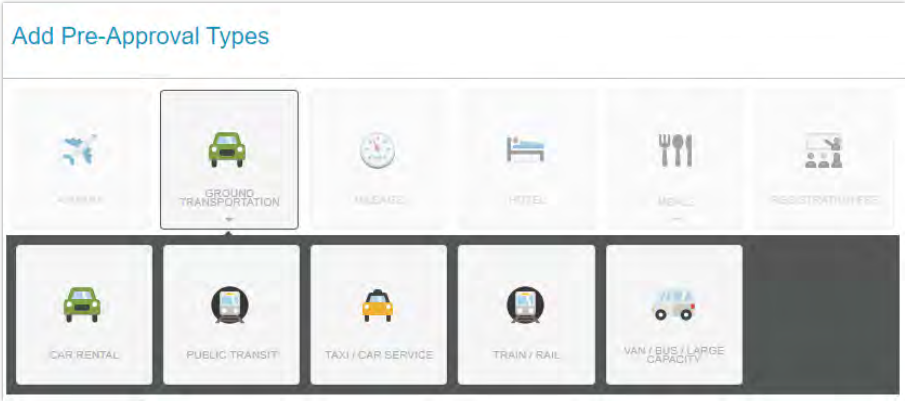 Add Pre-Approval Types
AIRFARE
GROUND
TRANSPORTATION
MILEAGE
HOTEL
MEALS
REGISTRATION FEE
CAR RENTAL
PUBLIC TRANSIT
TAXI / CAR SERVICE
TRAIN / RAIL
VAN / BUS / LARGE
CAPACITY